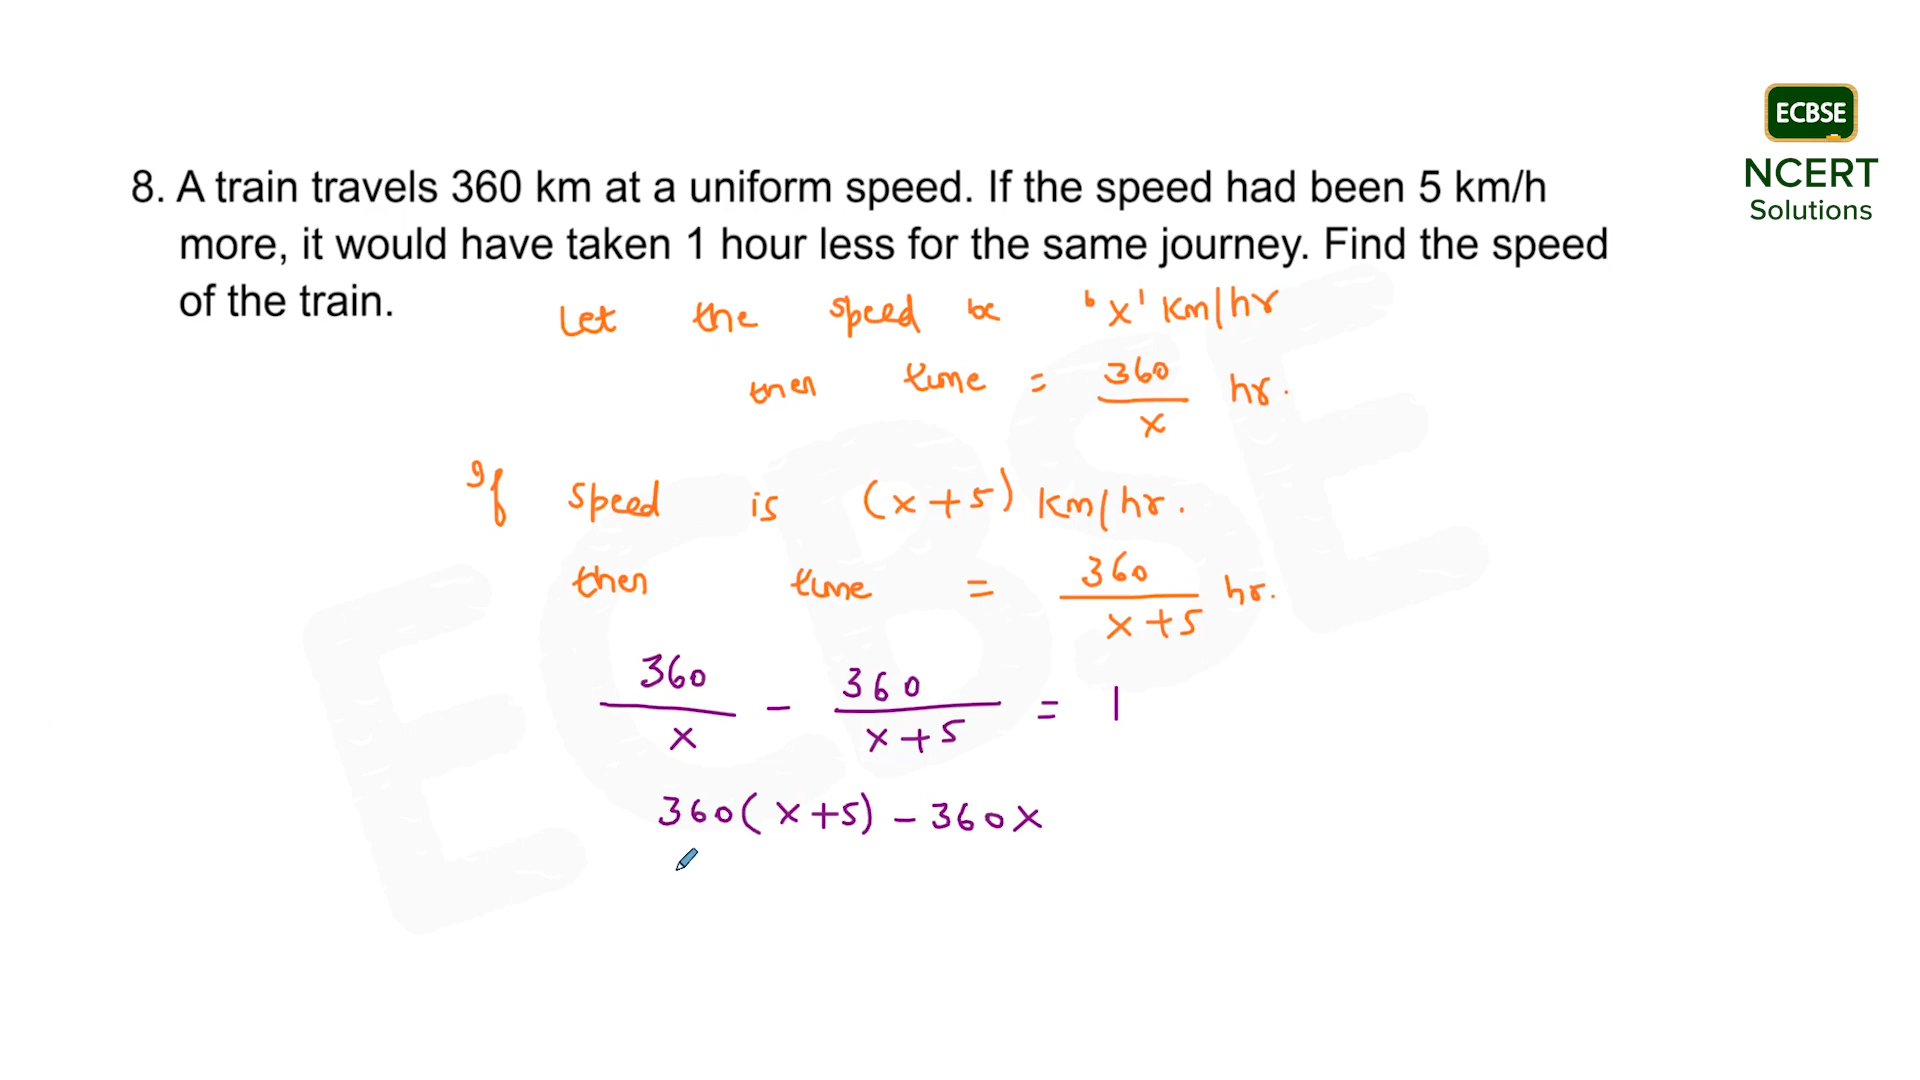 ECBSE
NCERT
Solutions
8. A train travels 360 km at a uniform speed. If the speed had been 5 km/h
more, it would have taken 1 hour less for the same journey. Find the speed
of the train.
Let the speed be 'x' Km/hr
then time = 360/x hr.
If speed is (x+5) Km/hr.
then time = 360/x+5 hr.
360/x - 360/x+5 = 1
360(x+5) - 360x
ECBSE